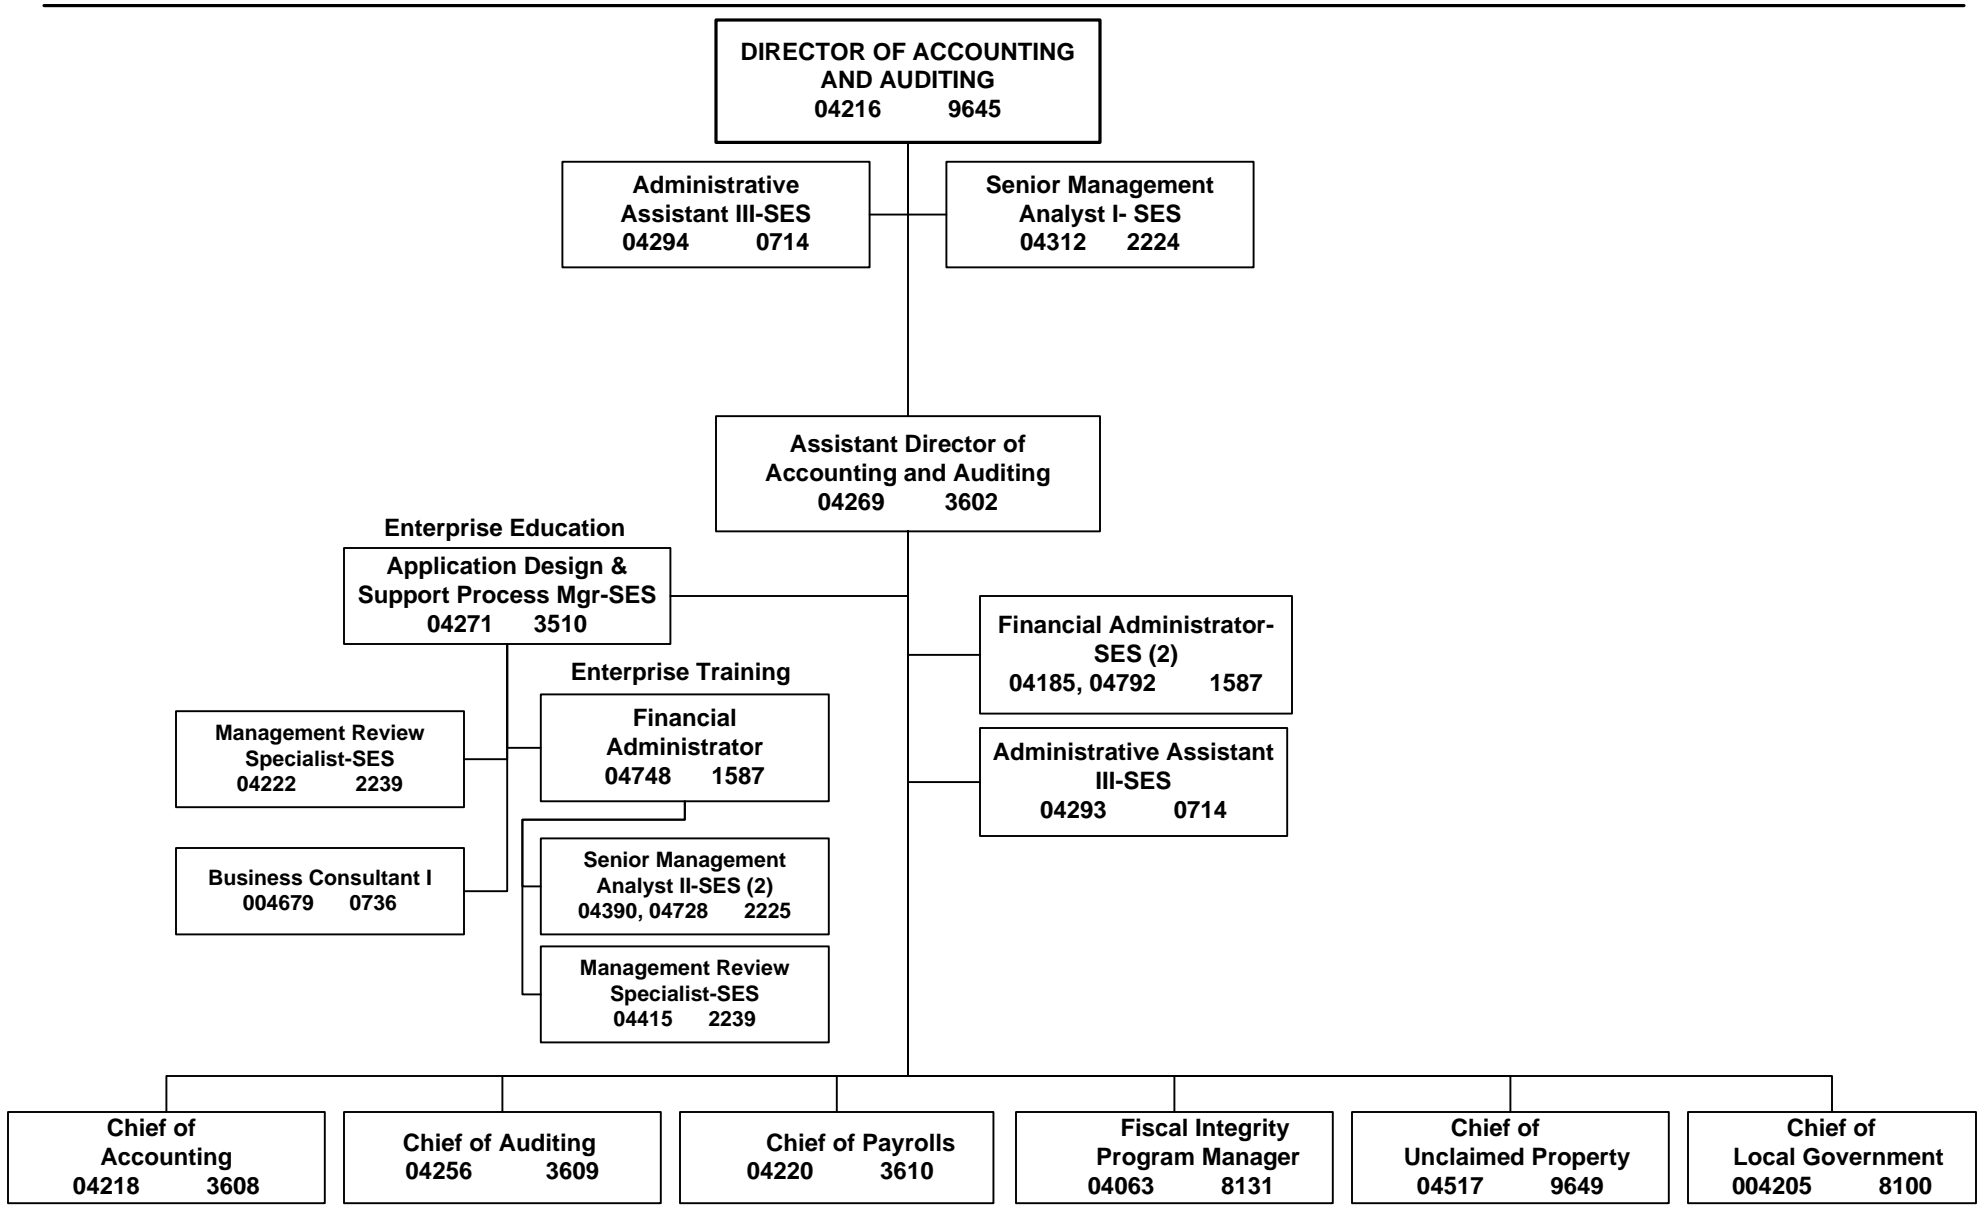 DIRECTOR OF ACCOUNTING
AND AUDITING
04216 9645
Administrative
Assistant III-SES
04294 0714
Senior Management
Analyst I- SES
04312 2224
Assistant Director of
Accounting and Auditing
04269 3602
Enterprise Education
Application Design &
Support Process Mgr-SES
04271 3510
Financial Administrator-
SES (2)
04185, 04792 1587
Enterprise Training
Financial
Administrator
04748 1587
Management Review
Specialist-SES
04222 2239
Administrative Assistant
III-SES
04293 0714
Business Consultant I
004679 0736
Senior Management
Analyst II-SES (2)
04390, 04728 2225
Management Review
Specialist-SES
04415 2239
Chief of
Accounting
04218 3608
Chief of Auditing
04256 3609
Chief of Payrolls
04220 3610
Fiscal Integrity
Program Manager
04063 8131
Chief of
Unclaimed Property
04517 9649
Chief of
Local Government
004205 8100